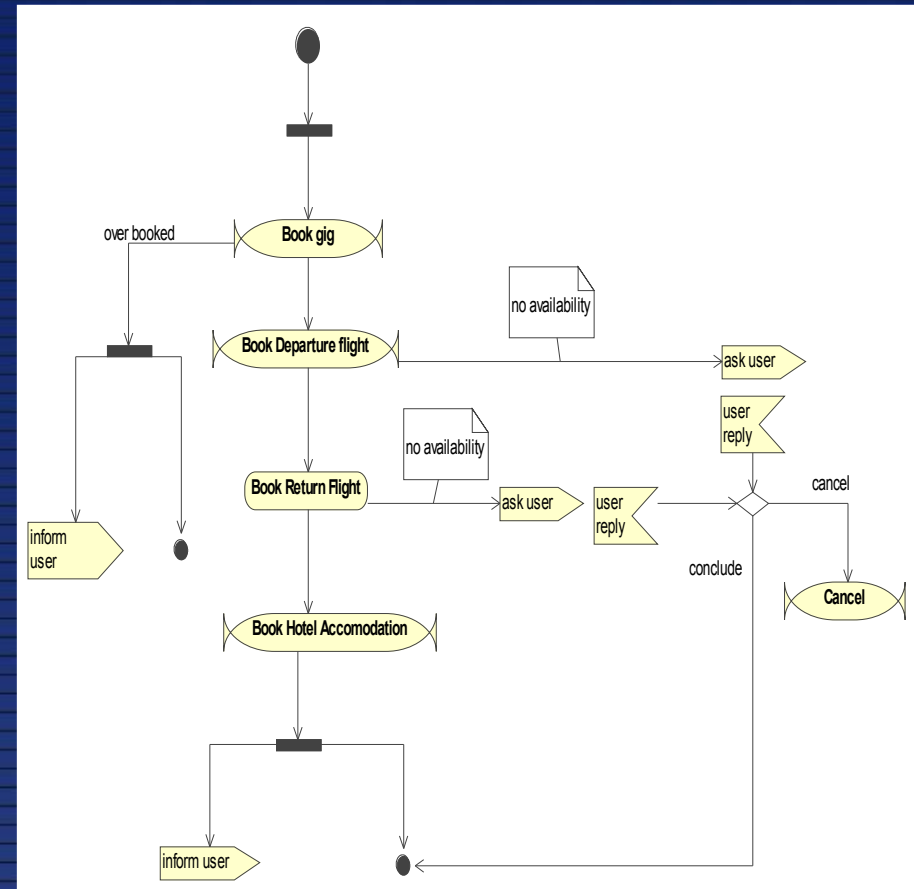 Book gig
over booked
no availability
Book Departure flight
ask user
user
reply
no availability
cancel
Book Return Flight
ask user
user
reply
inform
user
conclude
Cancel
Book Hotel Accomodation
inform user